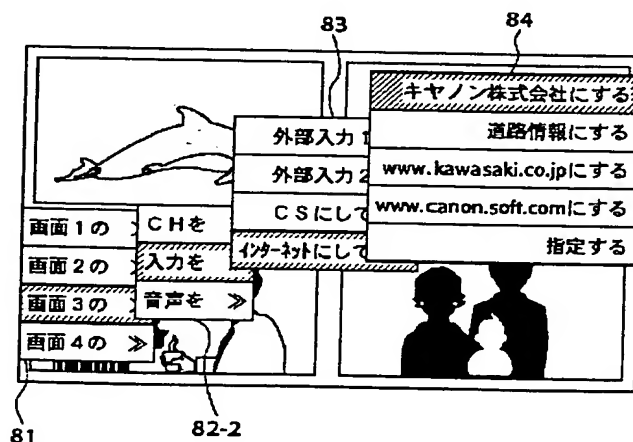 83
84
キヤノン株式会社にする
道路情報にする
www.kawasaki.co.jpにする
www.canon.soft.comにする
指定する
外部入力1
外部入力2
CSにして
インターネットにして
CHを
入力を
音声を ≫
画面1の ≫
画面2の ≫
画面3の ≫
画面4の ≫
81
82-2